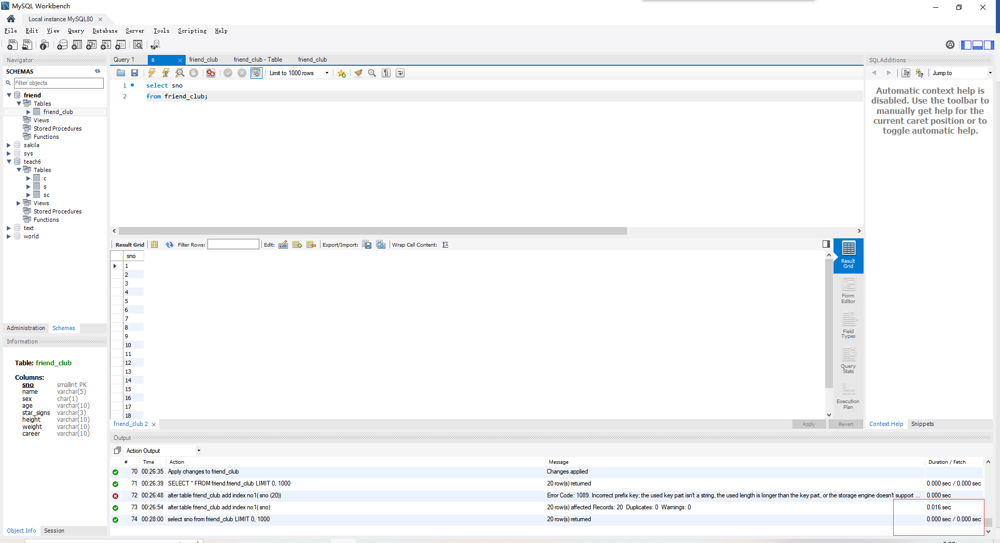 MySQL Workbench
Local instance MySQL80
File Edit View Query Database Server Tools Scripting Help
Navigator
SCHEMAS
Filter objects
friend
Tables
friend_club
Views
Stored Procedures
Functions
sakila
sys
teach6
Tables
c
s
sc
Views
Stored Procedures
Functions
text
world
Administration Schemas
Information
Table: friend_club
Columns:
sno smallint PK
name varchar(5)
sex char(1)
age varchar(10)
star_signs varchar(3)
height varchar(10)
weight varchar(10)
career varchar(10)
Object Info Session
Query 1 s friend_club friend_club - Table friend_club
Limit to 1000 rows
1 select sno
2 from friend_club;
Result Grid Filter Rows: Edit: Export/Import: Wrap Cell Content:
sno
1
2
3
4
5
6
7
8
9
10
11
12
13
14
15
16
17
18
Result Grid
Form Editor
Field Types
Query Stats
Execution Plan
friend_club 2 Apply Revert
SQLAdditions
Jump to
Automatic context help is
disabled. Use the toolbar to
manually get help for the
current caret position or to
toggle automatic help.
Context Help Snippets
Output
Action Output
# Time Action Message Duration / Fetch
70 00:26:35 Apply changes to friend_club Changes applied
71 00:26:39 SELECT * FROM friend.friend_club LIMIT 0, 1000 20 row(s) returned 0.000 sec / 0.000 sec
72 00:26:48 alter table friend_club add index no1( sno (20)) Error Code: 1089. Incorrect prefix key; the used key part isn't a string, the used length is longer than the key part, or the storage engine doesn't support ... 0.000 sec
73 00:26:54 alter table friend_club add index no1( sno) 20 row(s) affected Records: 20 Duplicates: 0 Warnings: 0 0.016 sec
74 00:28:00 select sno from friend_club LIMIT 0, 1000 20 row(s) returned 0.000 sec / 0.000 sec